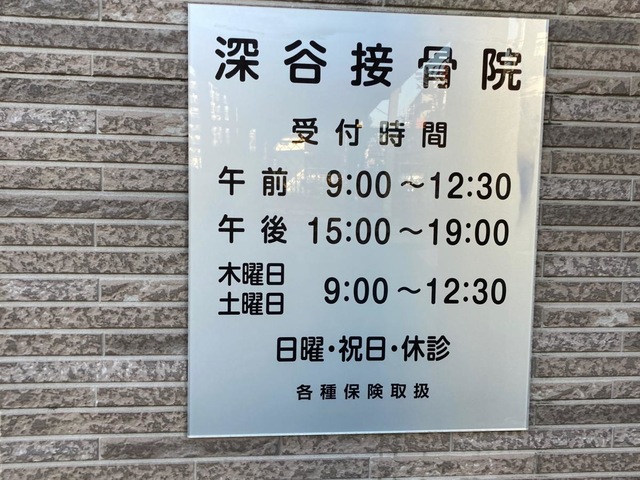 深谷接骨院
受付時間
午前 9:00～12:30
午後 15:00～19:00
木曜日
土曜日 9:00～12:30
日曜・祝日・休診
各種保険取扱